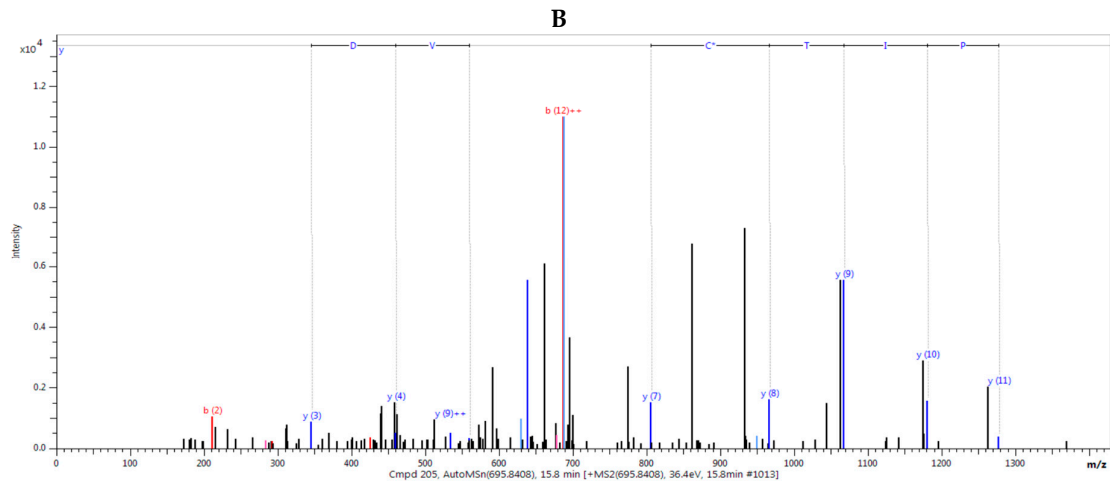 B
x10⁴
y
D V C* T I P
1.2
1.0
0.8
0.6
0.4
0.2
0.0
Intensity
b (12)++
b (2)
y (3)
y (4)
y (9)++
y (7)
y (8)
y (9)
y (10)
y (11)
0 100 200 300 400 500 600 700 800 900 1000 1100 1200 1300 m/z
Cmpd 205, AutoMSn(695.8408), 15.8 min [+MS2(695.8408), 36.4eV, 15.8min #1013]